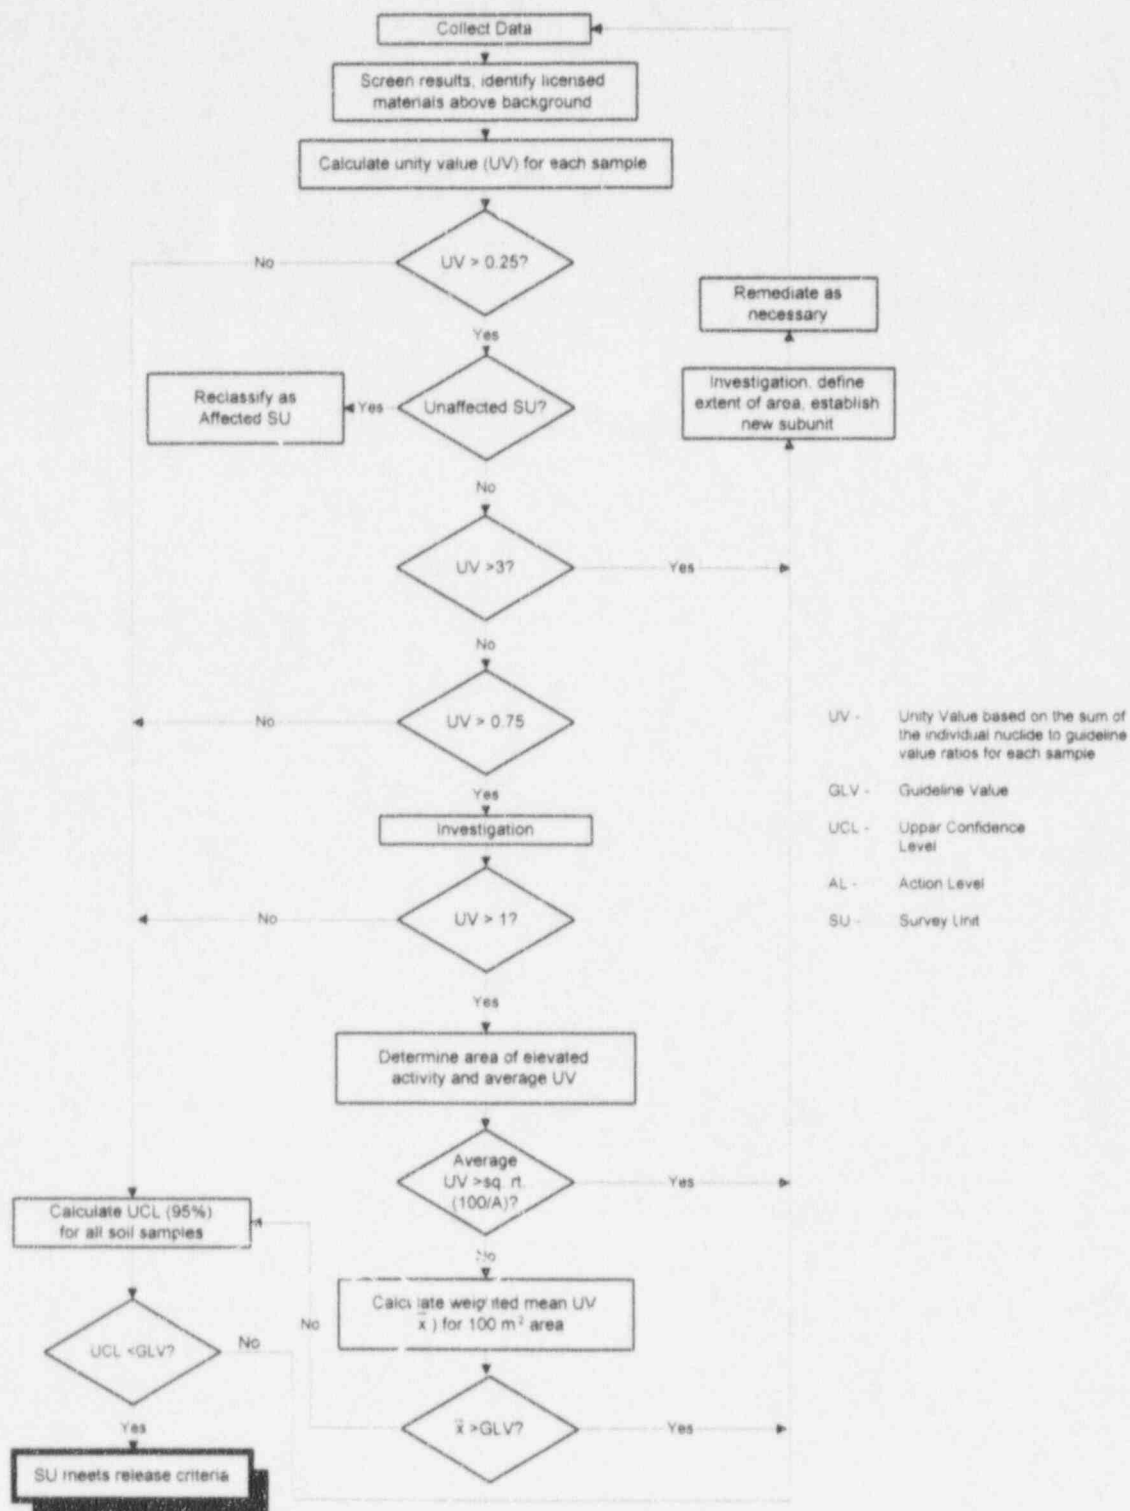 Collect Data
Screen results, identify licensed
materials above background
Calculate unity value (UV) for each sample
No
UV > 0.25?
Remediate as
necessary
Yes
Reclassify as
Affected SU
Yes
Unaffected SU?
Investigation, define
extent of area, establish
new subunit
No
UV >3?
Yes
No
No
UV > 0.75
UV - Unity Value based on the sum of
the individual nuclide to guideline
value ratios for each sample
Yes
GLV - Guideline Value
Investigation
UCL - Uppar Confidence
Level
AL - Action Level
No
UV > 1?
SU - Survey Unit
Yes
Determine area of elevated
activity and average UV
Average
UV >sq. rt.
(100/A)?
Yes
Calculate UCL (95%)
for all soil samples
No
Calculate weighted mean UV
x̄ ) for 100 m² area
No
UCL <GLV?
No
x̄ >GLV?
Yes
Yes
SU meets release criteria